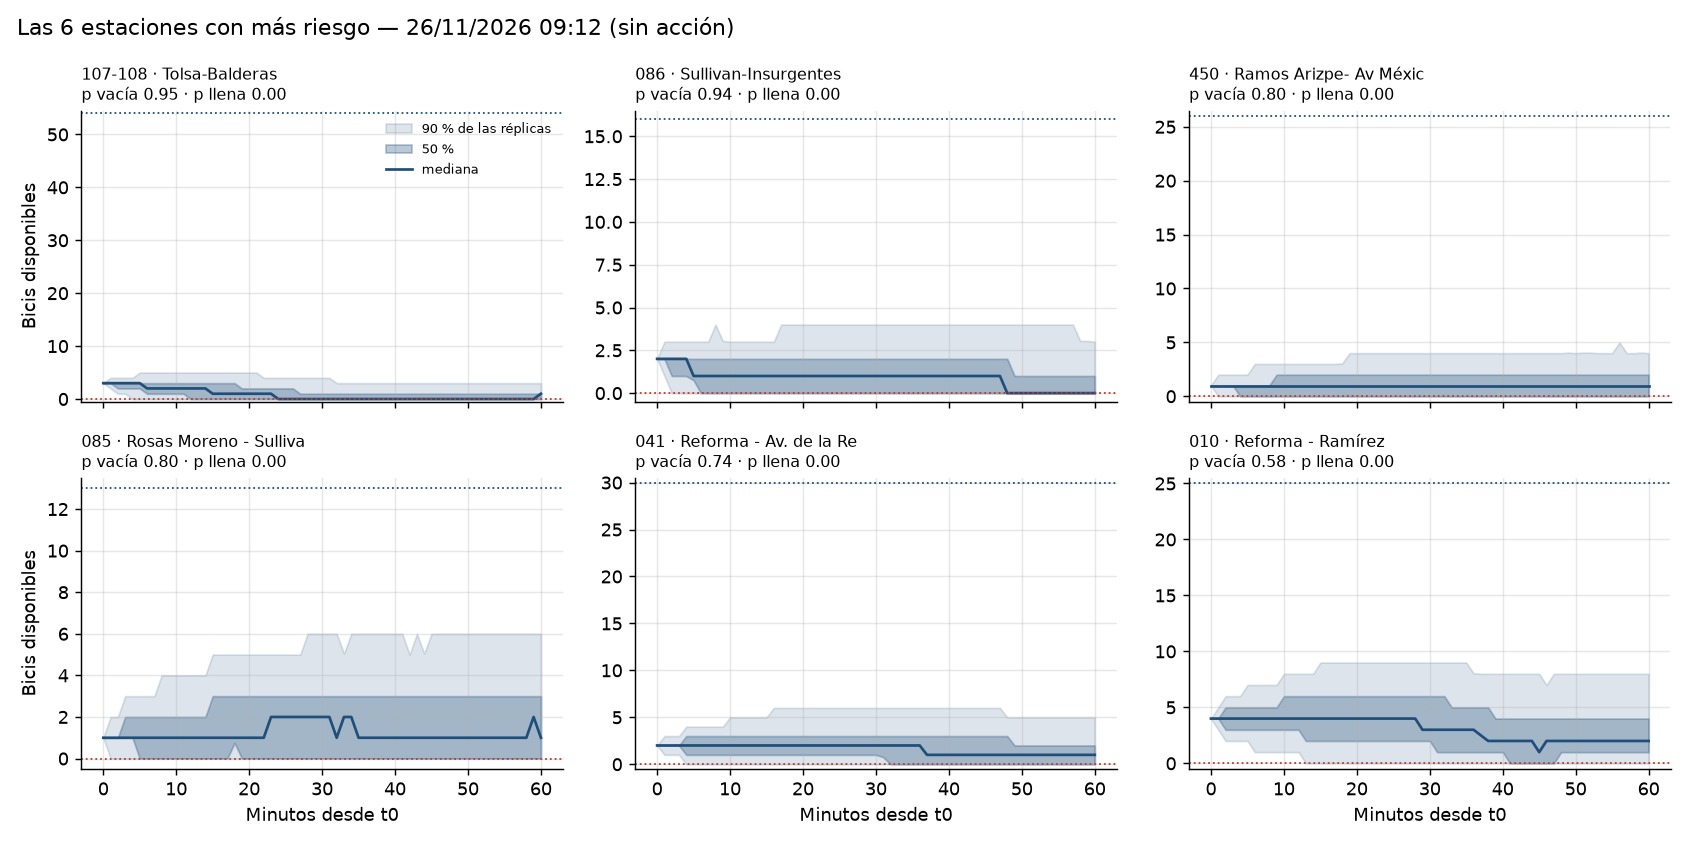 Las 6 estaciones con más riesgo — 26/11/2026 09:12 (sin acción)
107-108 · Tolsa-Balderas
p vacía 0.95 · p llena 0.00
50
40
30
20
10
0
Bicis disponibles
90 % de las réplicas
50 %
mediana
086 · Sullivan-Insurgentes
p vacía 0.94 · p llena 0.00
15.0
12.5
10.0
7.5
5.0
2.5
0.0
450 · Ramos Arizpe- Av Méxic
p vacía 0.80 · p llena 0.00
25
20
15
10
5
0
085 · Rosas Moreno - Sulliva
p vacía 0.80 · p llena 0.00
12
10
8
6
4
2
0
Bicis disponibles
0 10 20 30 40 50 60
Minutos desde t0
041 · Reforma - Av. de la Re
p vacía 0.74 · p llena 0.00
30
25
20
15
10
5
0
0 10 20 30 40 50 60
Minutos desde t0
010 · Reforma - Ramírez
p vacía 0.58 · p llena 0.00
25
20
15
10
5
0
0 10 20 30 40 50 60
Minutos desde t0